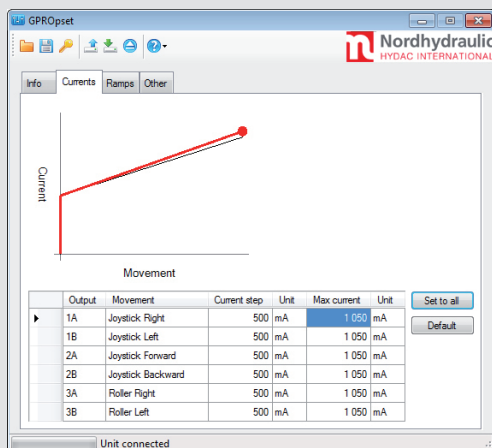 GPROpset
Nordhydraulic
HYDAC INTERNATIONAL
Info Currents Ramps Other
Current
Movement
Output Movement Current step Unit Max current Unit
1A Joystick Right 500 mA 1 050 mA
1B Joystick Left 500 mA 1 050 mA
2A Joystick Forward 500 mA 1 050 mA
2B Joystick Backward 500 mA 1 050 mA
3A Roller Right 500 mA 1 050 mA
3B Roller Left 500 mA 1 050 mA
Set to all
Default
Unit connected